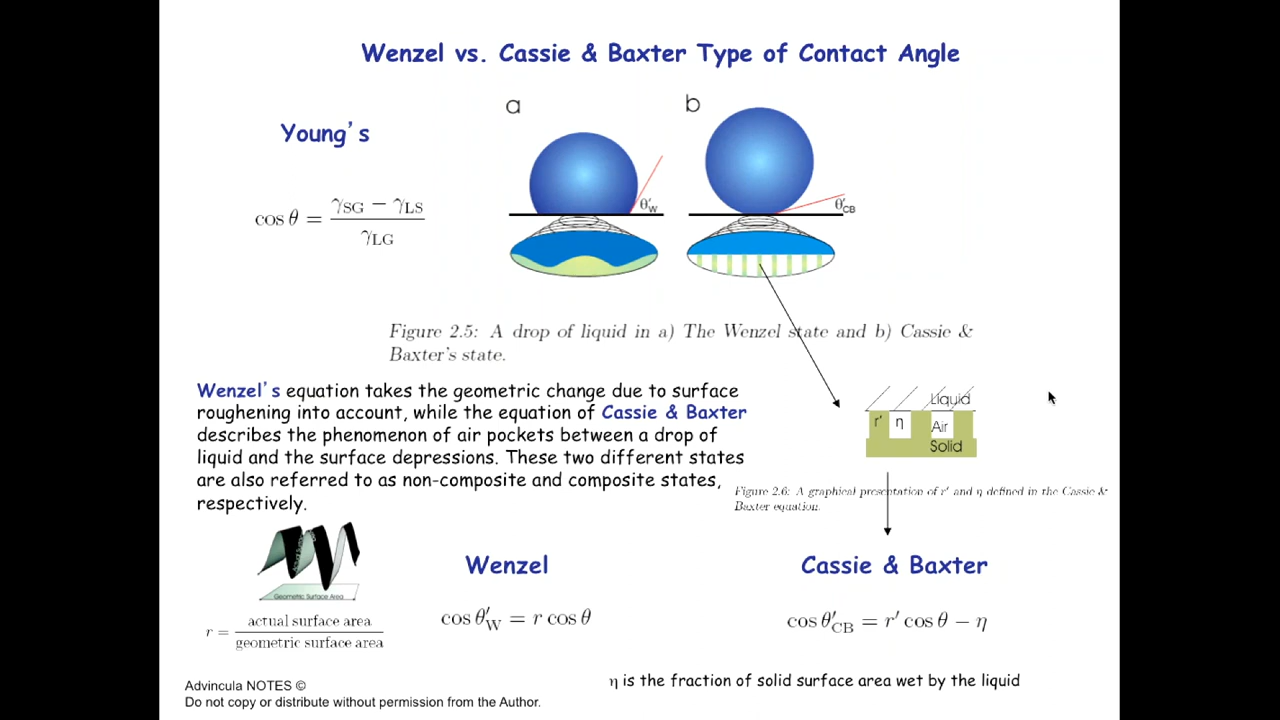 Wenzel vs. Cassie & Baxter Type of Contact Angle
a
b
Young's
cos θ = γSG − γLS / γLG
θ'W
θ'CB
Figure 2.5: A drop of liquid in a) The Wenzel state and b) Cassie &
Baxter's state.
Wenzel's equation takes the geometric change due to surface
roughening into account, while the equation of Cassie & Baxter
describes the phenomenon of air pockets between a drop of
liquid and the surface depressions. These two different states
are also referred to as non-composite and composite states,
respectively.
Liquid
r' η Air
Solid
Figure 2.6: A graphical presentation of r' and η defined in the Cassie &
Baxter equation.
Geometric Surface Area
r = actual surface area / geometric surface area
Wenzel
cos θ'W = r cos θ
Cassie & Baxter
cos θ'CB = r' cos θ − η
η is the fraction of solid surface area wet by the liquid
Advincula NOTES ©
Do not copy or distribute without permission from the Author.